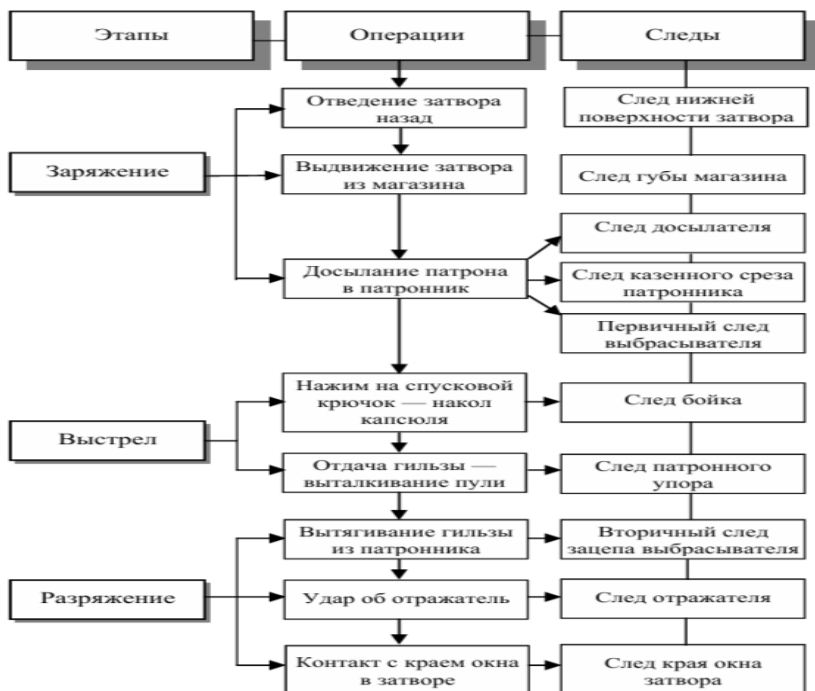 Этапы
Операции
Следы
Отведение затвора
назад
След нижней
поверхности затвора
Заряжение
Выдвижение затвора
из магазина
След губы магазина
След досылателя
Досылание патрона
в патронник
След казенного среза
патронника
Первичный след
выбрасывателя
Нажим на спусковой
крючок — накол
капсюля
След бойка
Выстрел
Отдача гильзы —
выталкивание пули
След патронного
упора
Вытягивание гильзы
из патронника
Вторичный след
зацепа выбрасывателя
Разряжение
Удар об отражатель
След отражателя
Контакт с краем окна
в затворе
След края окна
затвора